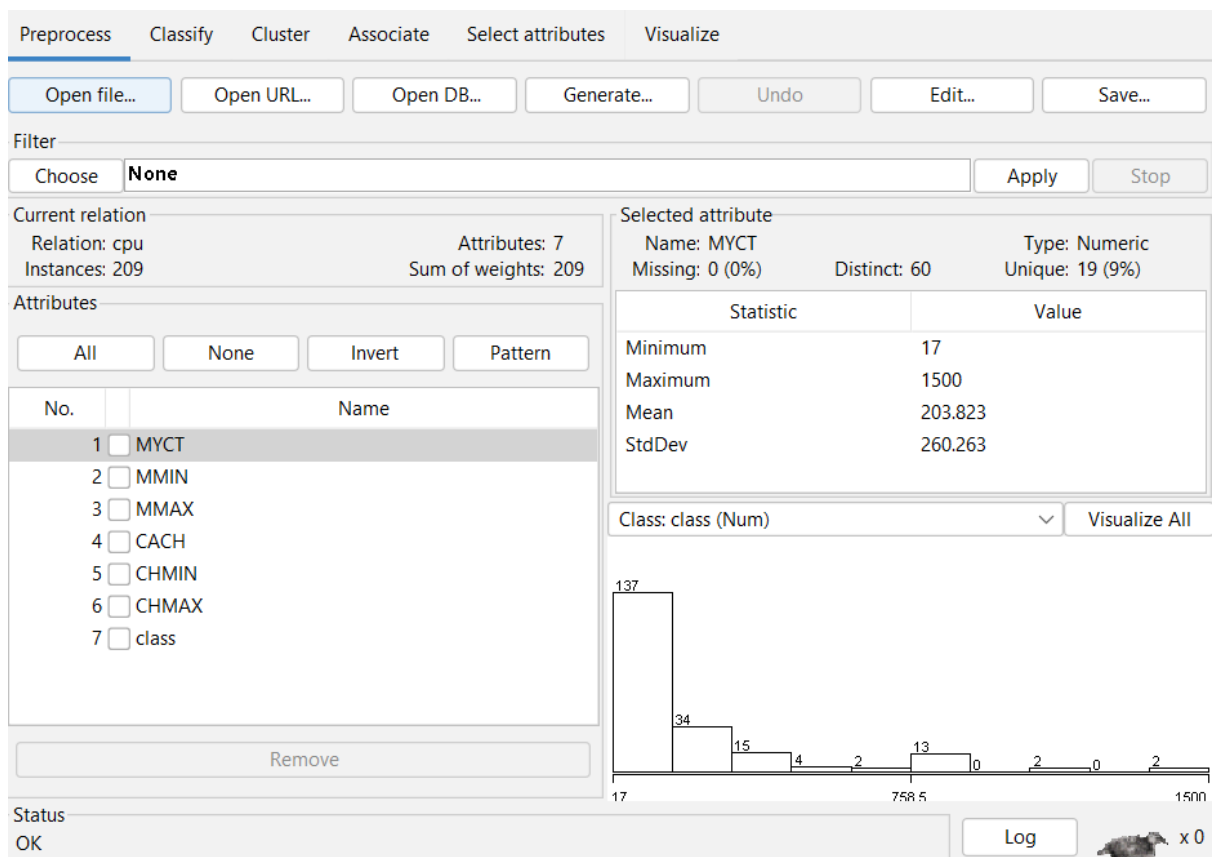 Preprocess Classify Cluster Associate Select attributes Visualize
Open file... Open URL... Open DB... Generate... Undo Edit... Save...
Filter
Choose None Apply Stop
Current relation
Relation: cpu Attributes: 7
Instances: 209 Sum of weights: 209
Selected attribute
Name: MYCT Type: Numeric
Missing: 0 (0%) Distinct: 60 Unique: 19 (9%)
Attributes
All None Invert Pattern
No. Name
1 MYCT
2 MMIN
3 MMAX
4 CACH
5 CHMIN
6 CHMAX
7 class
Remove
Statistic Value
Minimum 17
Maximum 1500
Mean 203.823
StdDev 260.263
Class: class (Num) Visualize All
137
34
15
4
2
13
0
2
0
2
17 758.5 1500
Status
OK
Log x 0